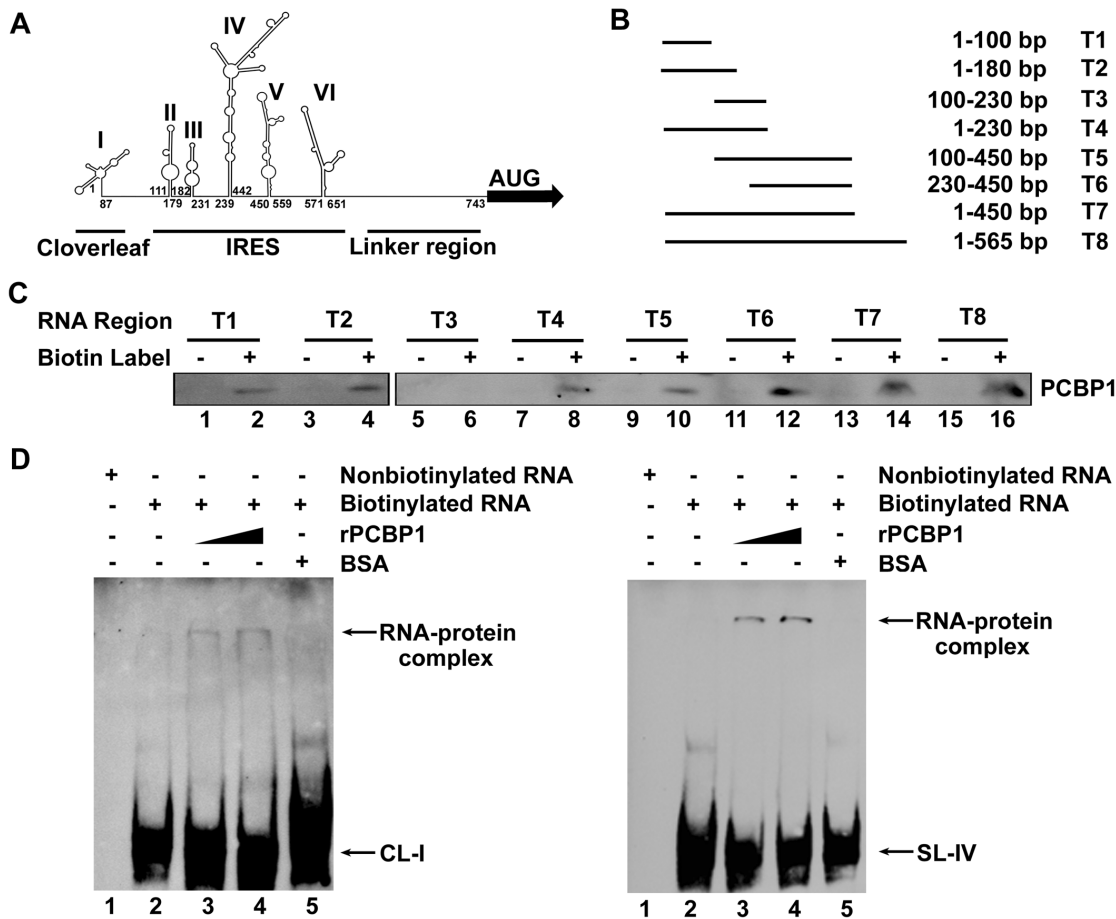 A
I
II
III
IV
V
VI
1
87
111
179
182
231
239
442
450
559
571
651
743
AUG
Cloverleaf
IRES
Linker region
B
1-100 bp T1
1-180 bp T2
100-230 bp T3
1-230 bp T4
100-450 bp T5
230-450 bp T6
1-450 bp T7
1-565 bp T8
C
RNA Region T1 T2 T3 T4 T5 T6 T7 T8
Biotin Label - + - + - + - + - + - + - + - +
PCBP1
1 2 3 4 5 6 7 8 9 10 11 12 13 14 15 16
D
+ - - - - Nonbiotinylated RNA
- + + + + Biotinylated RNA
- - - rPCBP1
- - - - + BSA
RNA-protein
complex
CL-I
1 2 3 4 5
+ - - - - Nonbiotinylated RNA
- + + + + Biotinylated RNA
- - - rPCBP1
- - - - + BSA
RNA-protein
complex
SL-IV
1 2 3 4 5